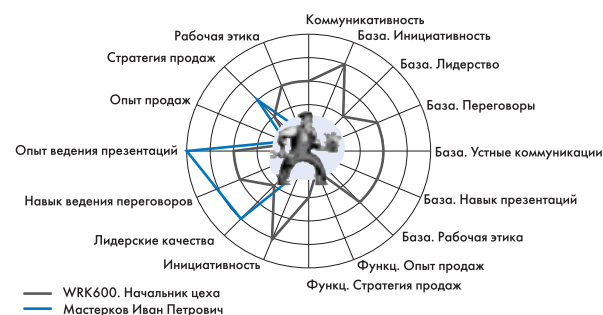 Коммуникативность
База. Инициативность
База. Лидерство
База. Переговоры
База. Устные коммуникации
База. Навык презентаций
База. Рабочая этика
Функц. Опыт продаж
Функц. Стратегия продаж
Инициативность
Лидерские качества
Навык ведения переговоров
Опыт ведения презентаций
Опыт продаж
Стратегия продаж
Рабочая этика
WRK600. Начальник цеха
Мастерков Иван Петрович